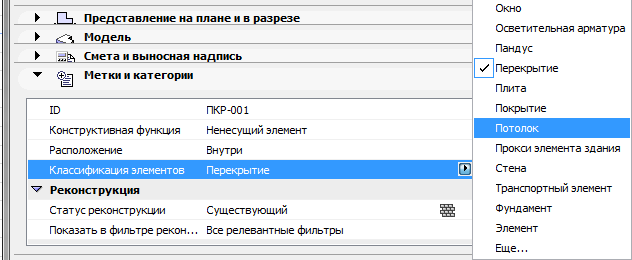 Представление на плане и в разрезе
Модель
Смета и выносная надпись
Метки и категории
ID ПКР-001
Конструктивная функция Ненесущий элемент
Расположение Внутри
Классификация элементов Перекрытие
Реконструкция
Статус реконструкции Существующий
Показать в фильтре рекон... Все релевантные фильтры
Окно
Осветительная арматура
Пандус
Перекрытие
Плита
Покрытие
Потолок
Прокси элемента здания
Стена
Транспортный элемент
Фундамент
Элемент
Еще...